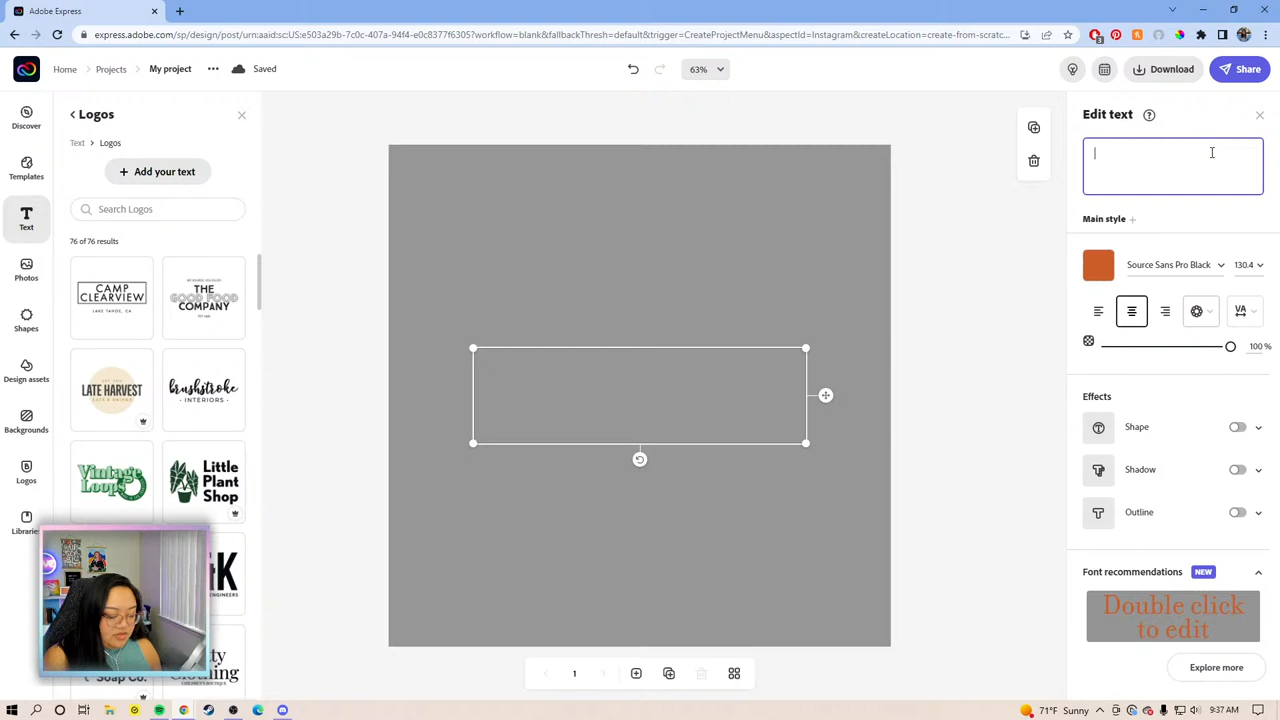 Adobe Express
express.adobe.com/sp/design/post/urn:aaid:sc:US:e503a29b-7c0c-407a-94f4-0c8377f6305?workflow=blank&fallbackThresh=default&trigger=CreateProjectMenu&aspectId=Instagram&createLocation=create-from-scratc...
3
Home
Projects
My project
Saved
63%
Download
Share
Discover
Templates
Text
Photos
Shapes
Design assets
Backgrounds
Logos
Libraries
Logos
Text > Logos
+ Add your text
Search Logos
76 of 76 results
CAMP
CLEARVIEW
LAKE TAHOE, CA
THE
GOOD FOOD
COMPANY
LATE HARVEST
brushstroke
• INTERIORS •
Vintage
Loops
Little
Plant
Shop
Soap Co.
Clothing
1
Edit text
Main style +
Source Sans Pro Black
130.4
VA
100 %
Effects
Shape
Shadow
Outline
Font recommendations
NEW
Double click
to edit
Explore more
71°F Sunny
9:37 AM